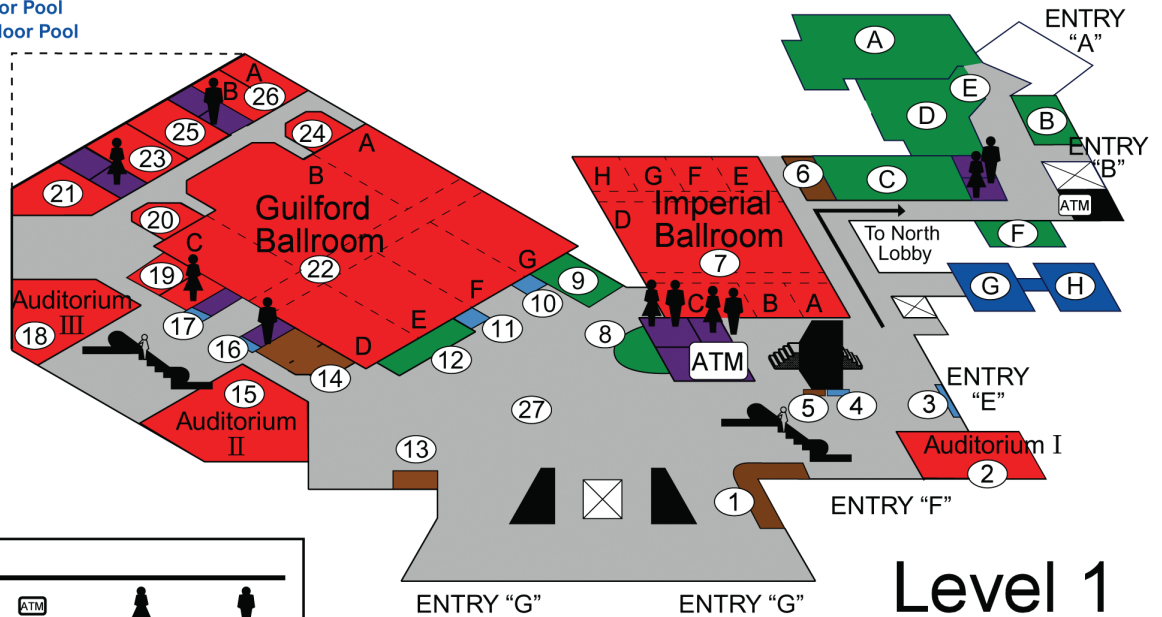 or Pool
loor Pool
ENTRY
“A”
A
E
D
B
ENTRY
“B”
ATM
6
C
F
To North
Lobby
G
H
A
B
26
25
24
23
21
20
A
B
Guilford
Ballroom
22
C
19
G
F
E
D
9
10
11
12
H
G
F
E
D
Imperial
Ballroom
7
C
B
A
8
ATM
Auditorium
III
18
17
16
14
15
Auditorium
II
27
13
5
4
3
ENTRY
“E”
Auditorium I
2
1
ENTRY “F”
ENTRY “G”
ENTRY “G”
Level 1
ATM